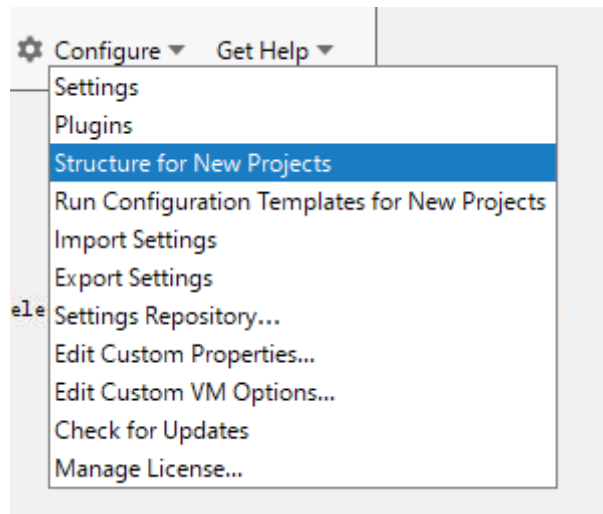 Configure Get Help
Settings
Plugins
Structure for New Projects
Run Configuration Templates for New Projects
Import Settings
Export Settings
ele
Settings Repository...
Edit Custom Properties...
Edit Custom VM Options...
Check for Updates
Manage License...